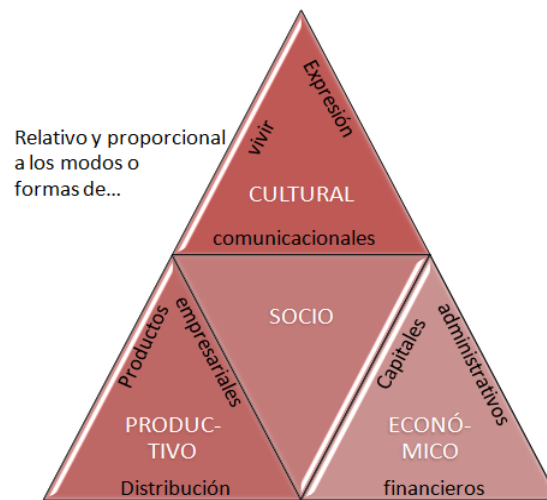 Relativo y proporcional
a los modos o
formas de...
vivir
Expresión
CULTURAL
comunicacionales
SOCIO
Productos
empresariales
PRODUC-
TIVO
Distribución
Capitales
administrativos
ECONÓ-
MICO
financieros